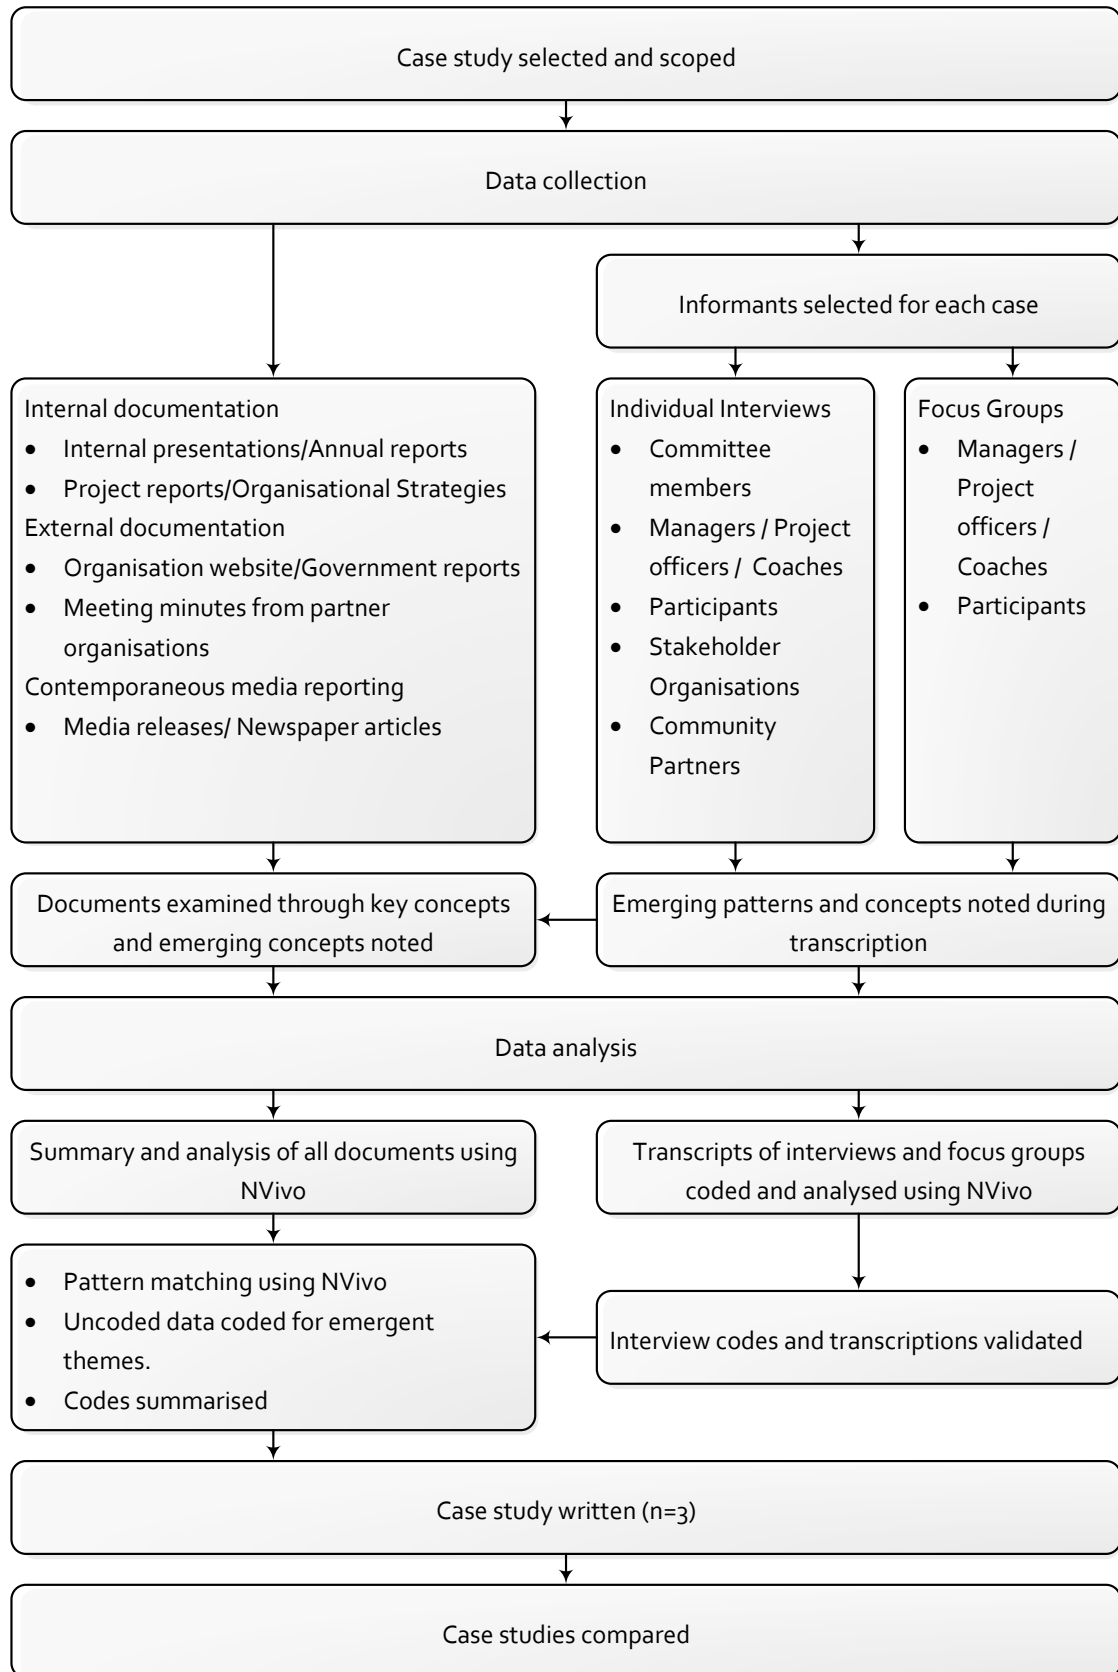 Case study selected and scoped
Data collection
Informants selected for each case
Internal documentation
• Internal presentations/Annual reports
• Project reports/Organisational Strategies
External documentation
• Organisation website/Government reports
• Meeting minutes from partner
organisations
Contemporaneous media reporting
• Media releases/ Newspaper articles
Individual Interviews
• Committee
members
• Managers / Project
officers /  Coaches
• Participants
• Stakeholder
Organisations
• Community
Partners
Focus Groups
• Managers /
Project
officers /
Coaches
• Participants
Documents examined through key concepts
and emerging concepts noted
Emerging patterns and concepts noted during
transcription
Data analysis
Summary and analysis of all documents using
NVivo
Transcripts of interviews and focus groups
coded and analysed using NVivo
• Pattern matching using NVivo
• Uncoded data coded for emergent
themes.
• Codes summarised
Interview codes and transcriptions validated
Case study written (n=3)
Case studies compared